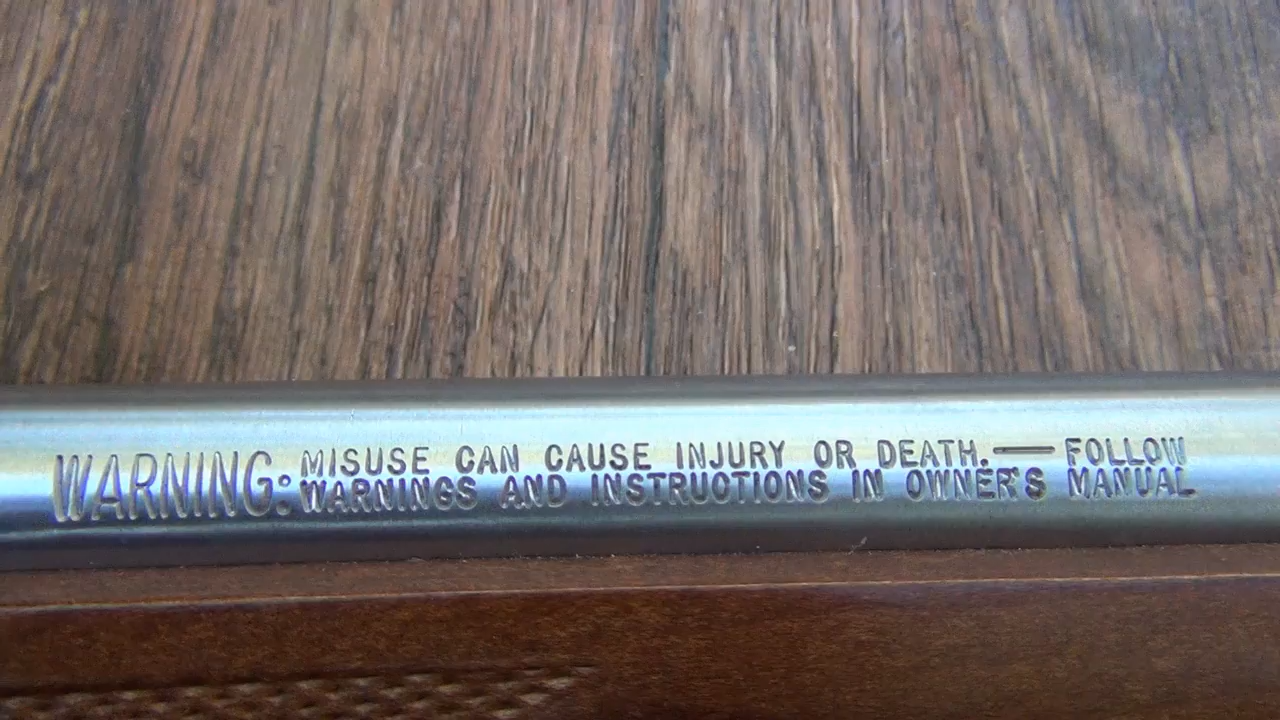 WARNING: MISUSE CAN CAUSE INJURY OR DEATH.— FOLLOW
WARNINGS AND INSTRUCTIONS IN OWNER'S MANUAL